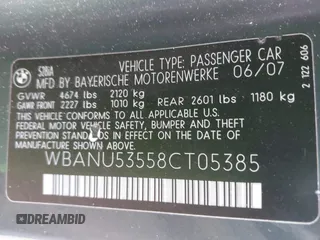 528iA
VEHICLE TYPE: PASSENGER CAR
MFD BY BAYERISCHE MOTORENWERKE 06/07
GVWR 4674 lbs 2120 kg
GAWR FRONT 2227 lbs 1010 kg REAR 2601 lbs 1180 kg
THIS VEHICLE CONFORMS TO ALL APPLICABLE
U.S. FEDERAL MOTOR VEHICLE SAFETY, BUMPER, AND
THEFT PREVENTION STANDARDS IN EFFECT ON THE
DATE OF MANUFACTURE SHOWN ABOVE
WBANU53558CT05385
2 122 606
© DREAMBID